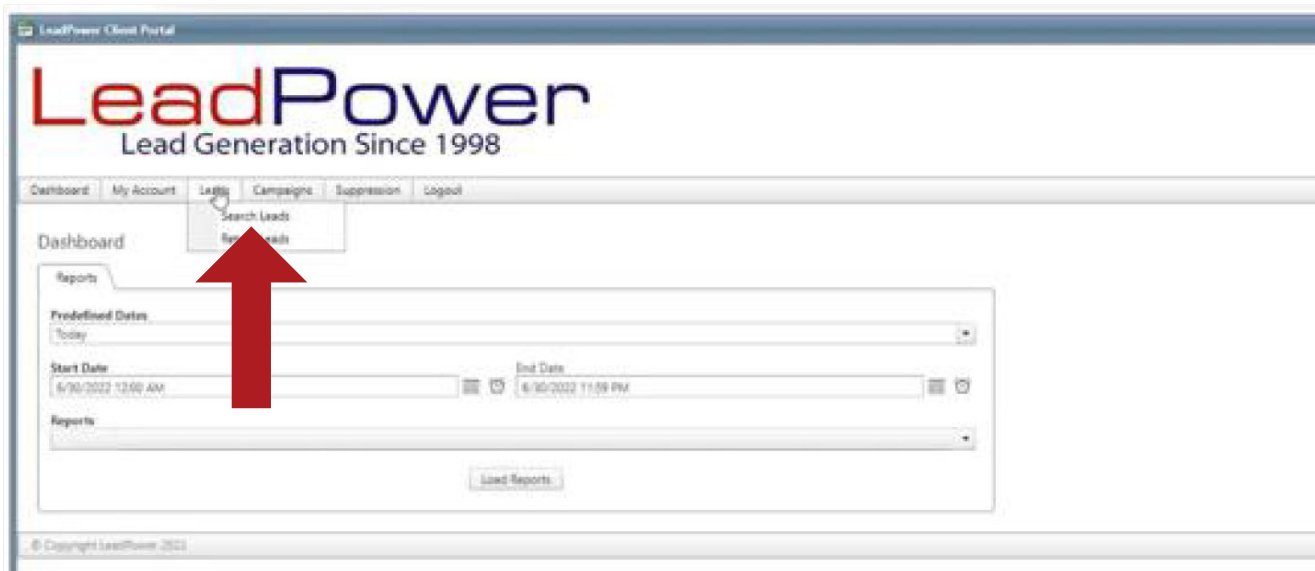 LeadPower Client Portal
LeadPower
Lead Generation Since 1998
Dashboard My Account Leads Campaigns Suppression Logout
Search Leads
Leads
Dashboard
Reports
Predefined Dates
Today
Start Date End Date
6/30/2022 12:00 AM 6/30/2022 11:59 PM
Reports
Load Reports
© Copyright LeadPower 2022